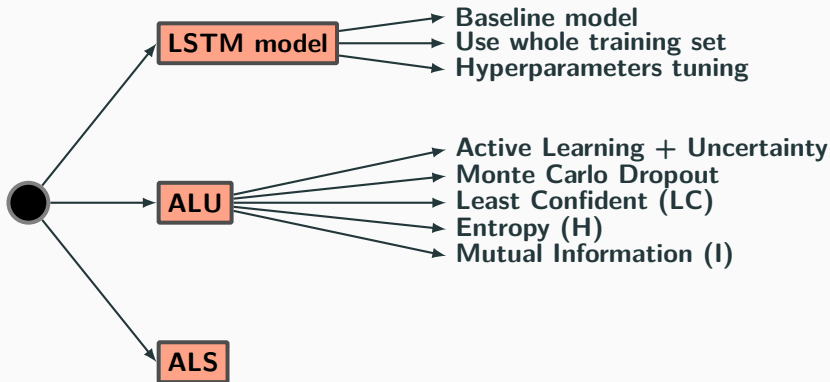 LSTM model
Baseline model
Use whole training set
Hyperparameters tuning
ALU
Active Learning + Uncertainty
Monte Carlo Dropout
Least Confident (LC)
Entropy (H)
Mutual Information (I)
ALS